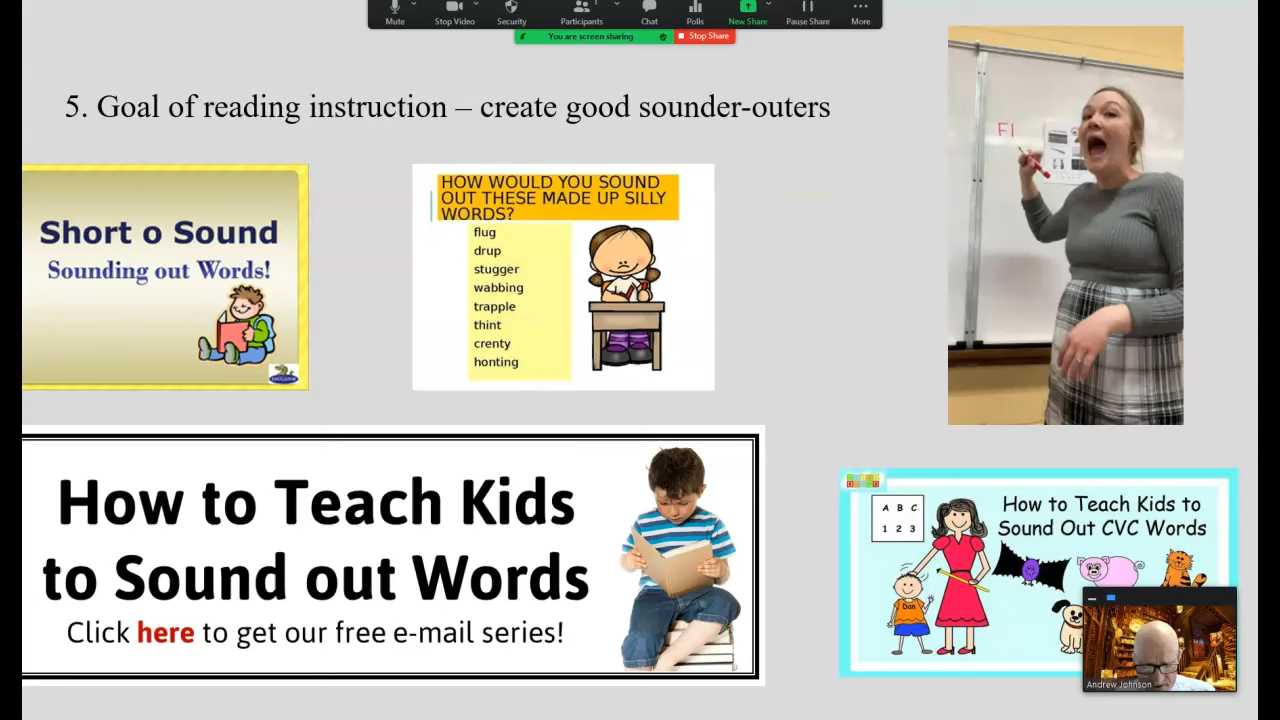 Mute
Stop Video
Security
Participants
1
Chat
Polls
New Share
Pause Share
More
You are screen sharing
Stop Share
5. Goal of reading instruction – create good sounder-outers
Short o Sound
Sounding out Words!
HOW WOULD YOU SOUND
OUT THESE MADE UP SILLY
WORDS?
flug
drup
stugger
wabbing
trapple
thint
crenty
honting
Fl
How to Teach Kids
to Sound out Words
Click here to get our free e-mail series!
A B C
1 2 3
How to Teach Kids to
Sound Out CVC Words
Dan
Andrew Johnson